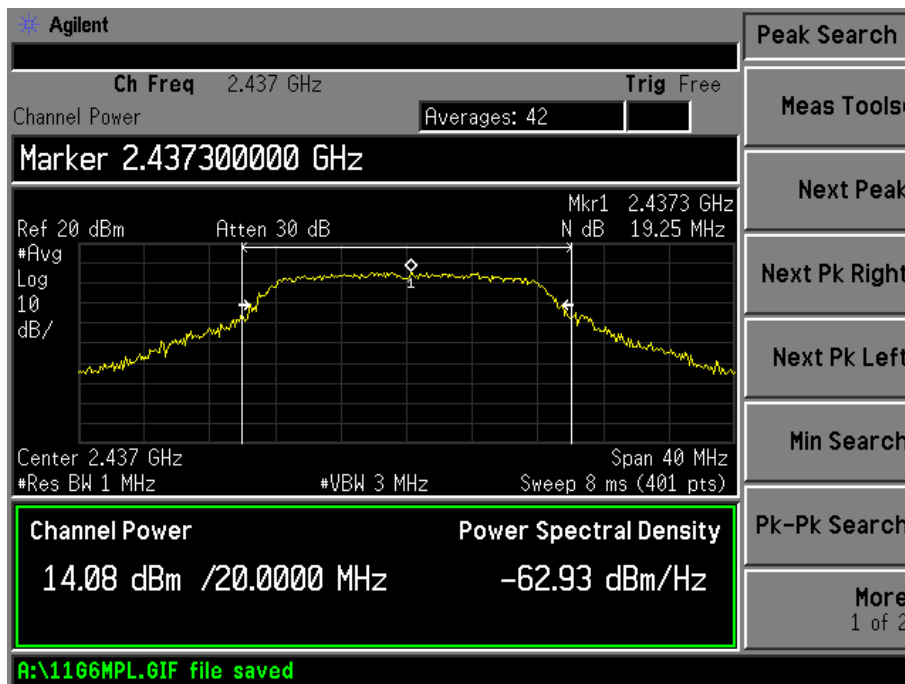 Agilent
Peak Search
Ch Freq 2.437 GHz Trig Free
Channel Power Averages: 42
Marker 2.437300000 GHz
Mkr1 2.4373 GHz
Ref 20 dBm Atten 30 dB N dB 19.25 MHz
#Avg
Log
10
dB/
1
Center 2.437 GHz Span 40 MHz
#Res BW 1 MHz #VBW 3 MHz Sweep 8 ms (401 pts)
Channel Power Power Spectral Density
14.08 dBm /20.0000 MHz -62.93 dBm/Hz
A:\11G6MPL.GIF file saved
Meas Tools
Next Peak
Next Pk Right
Next Pk Left
Min Search
Pk-Pk Search
More
1 of 2